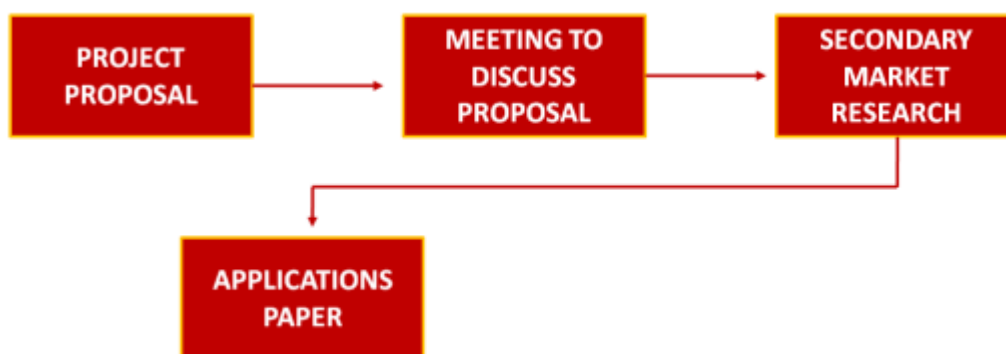 PROJECT
PROPOSAL
MEETING TO
DISCUSS
PROPOSAL
SECONDARY
MARKET
RESEARCH
APPLICATIONS
PAPER